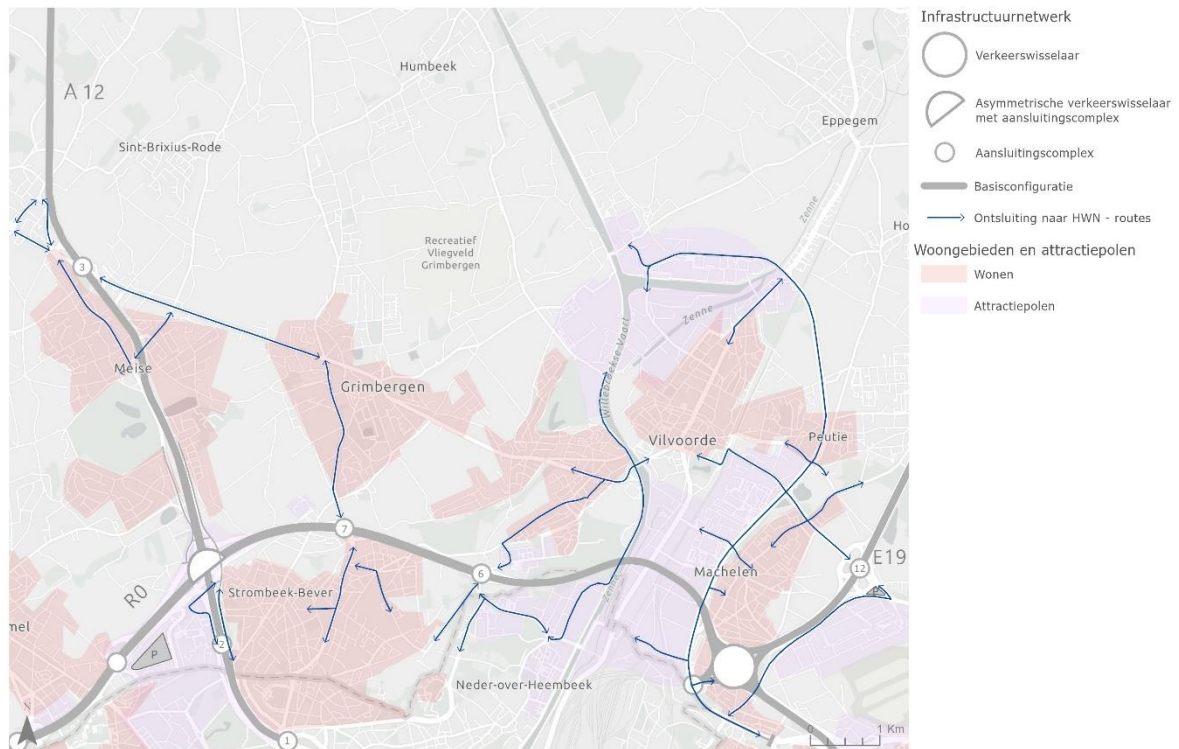 Infrastructuurnetwerk
Verkeerswisselaar
Asymmetrische verkeerswisselaar
met aansluitingscomplex
Aansluitingscomplex
Basisconfiguratie
Ontsluiting naar HWN - routes
Woongebieden en attractiepolen
Wonen
Attractiepolen
Humbeek
A 12
Eppegem
Sint-Brixius-Rode
Zenne
Ho
Recreatief
Vliegveld
Grimbergen
3
Zenne
Willebroekse Vaart
Meise
Grimbergen
Vilvoorde
Peutie
7
E19
12
6
Machelen
R0
Strombeek-Bever
Zenne
PS
mel
2
P
Neder-over-Heembeek
1
0
1 Km